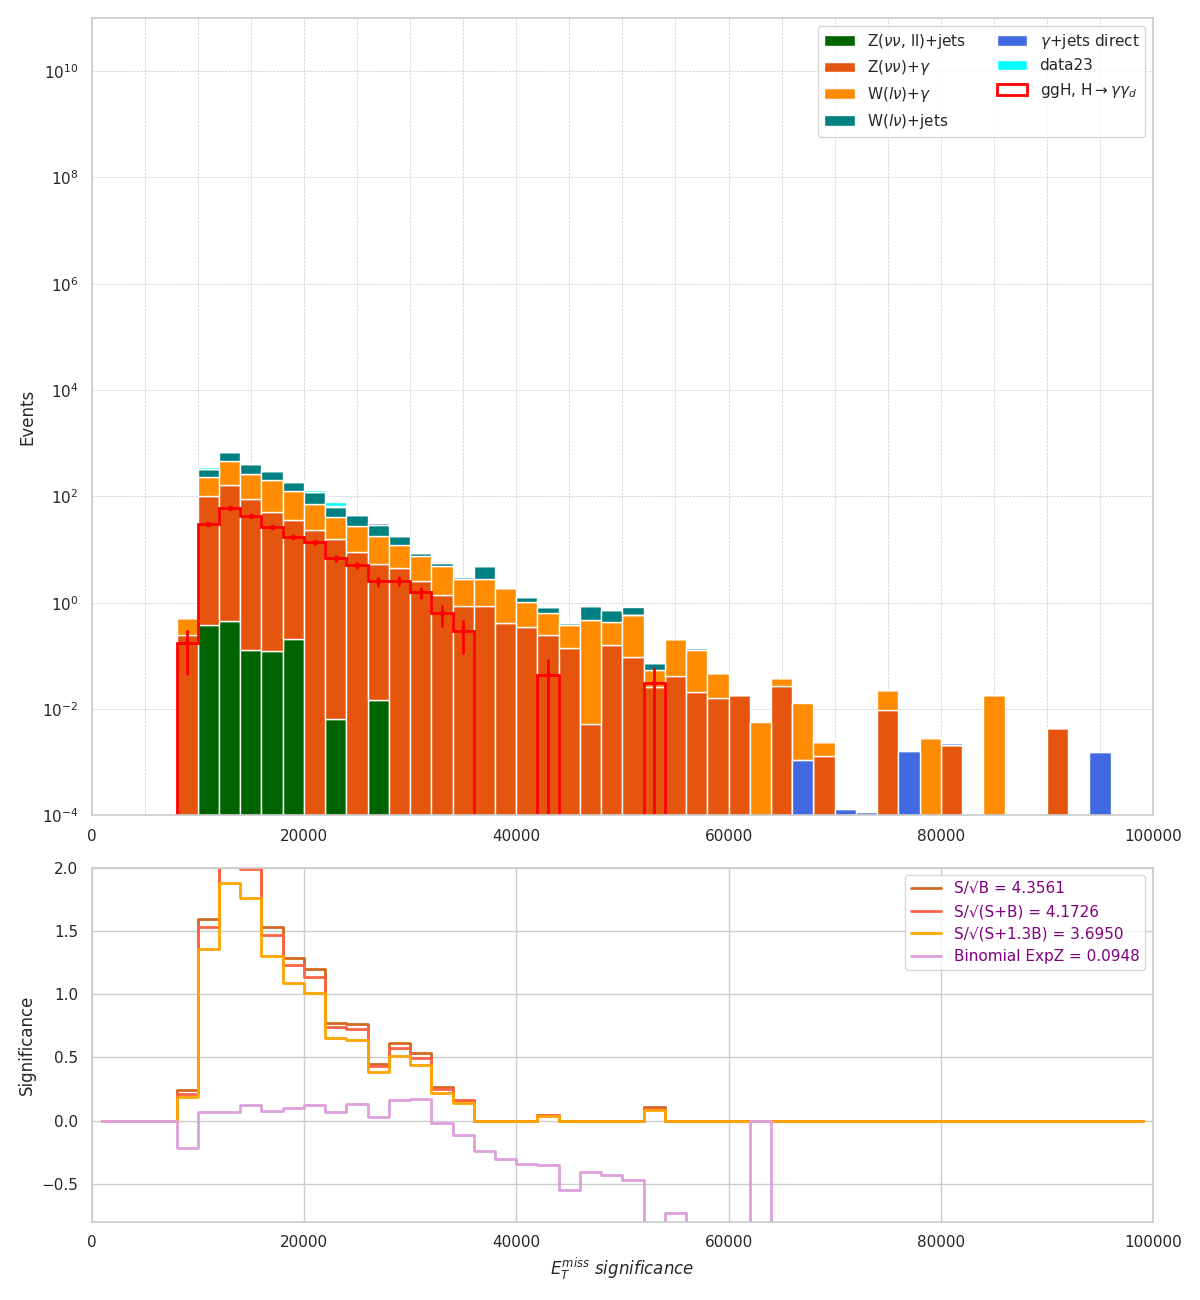 Z(νν, ll)+jets
Z(νν)+γ
W(lν)+γ
W(lν)+jets
γ+jets direct
data23
ggH, H→γγ_d
Events
10^10
10^8
10^6
10^4
10^2
10^0
10^−2
10^−4
0 20000 40000 60000 80000 100000
S/√B = 4.3561
S/√(S+B) = 4.1726
S/√(S+1.3B) = 3.6950
Binomial ExpZ = 0.0948
Significance
2.0
1.5
1.0
0.5
0.0
−0.5
0 20000 40000 60000 80000 100000
E_T^miss significance